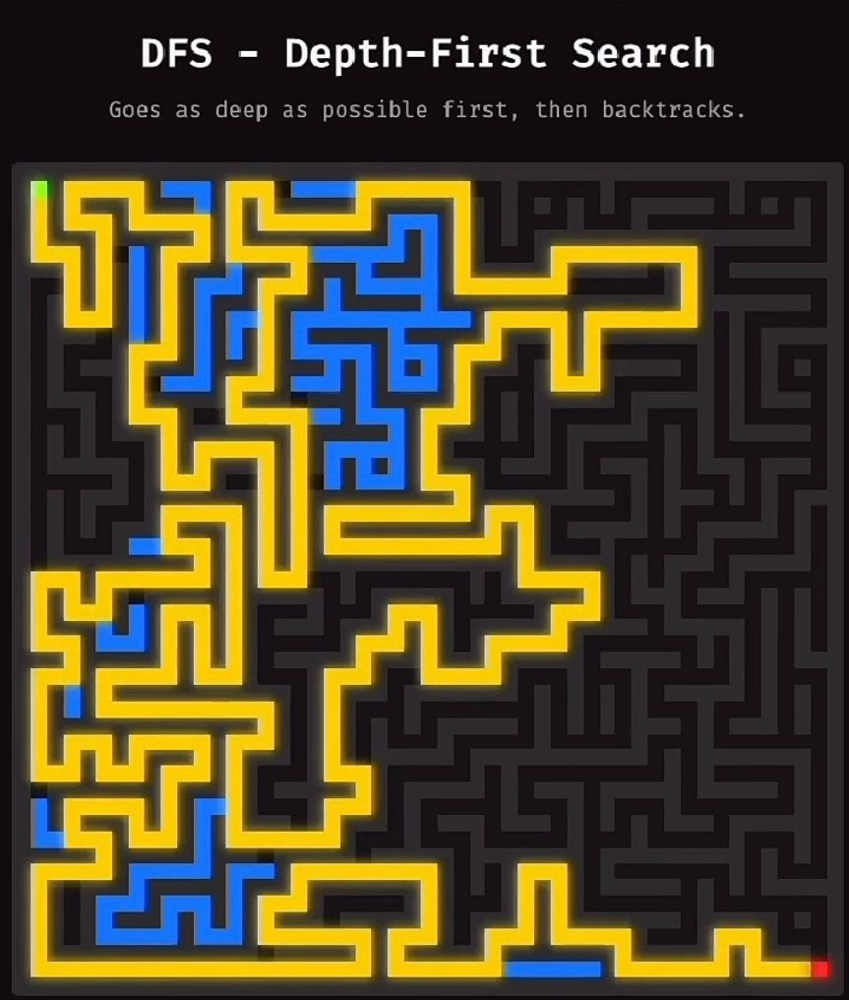 DFS - Depth-First Search
Goes as deep as possible first, then backtracks.